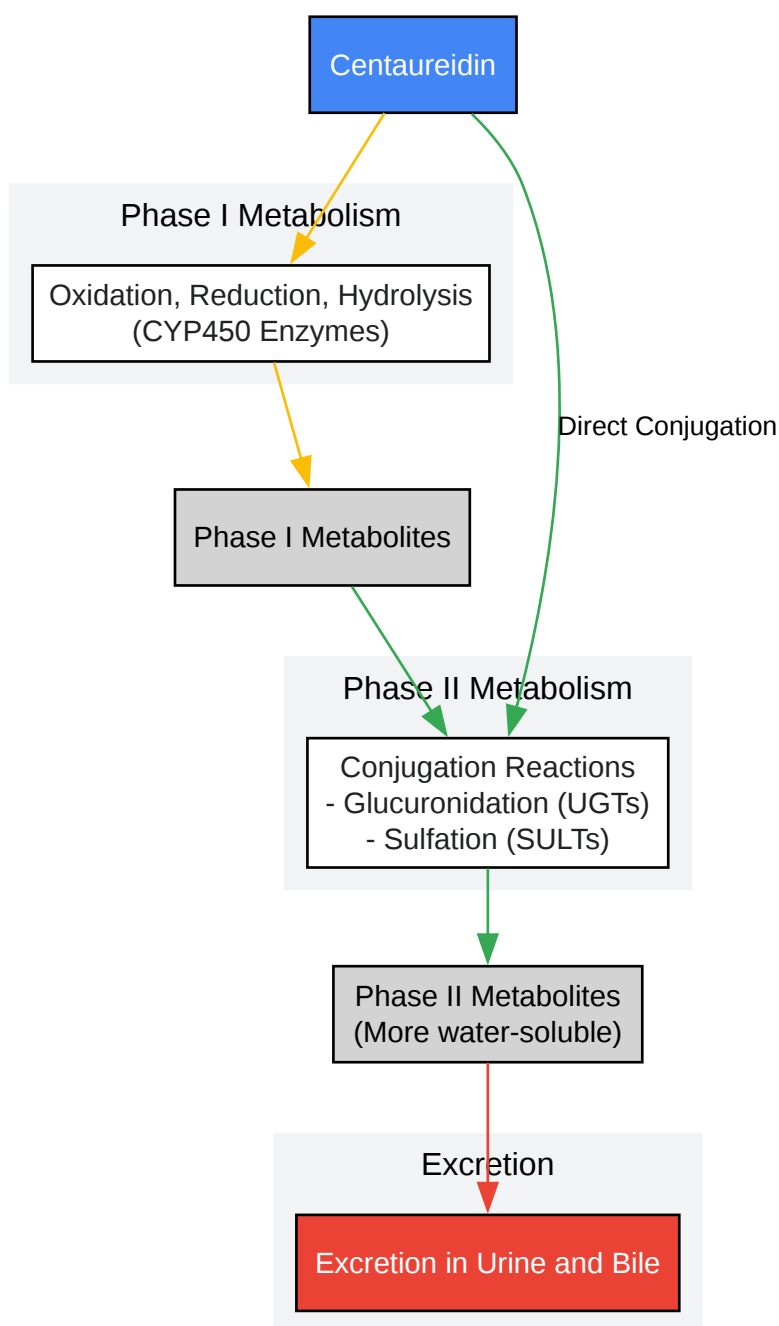 Centaureidin
Phase I Metabolism
Oxidation, Reduction, Hydrolysis
(CYP450 Enzymes)
Direct Conjugation
Phase I Metabolites
Phase II Metabolism
Conjugation Reactions
- Glucuronidation (UGTs)
- Sulfation (SULTs)
Phase II Metabolites
(More water-soluble)
Excretion
Excretion in Urine and Bile